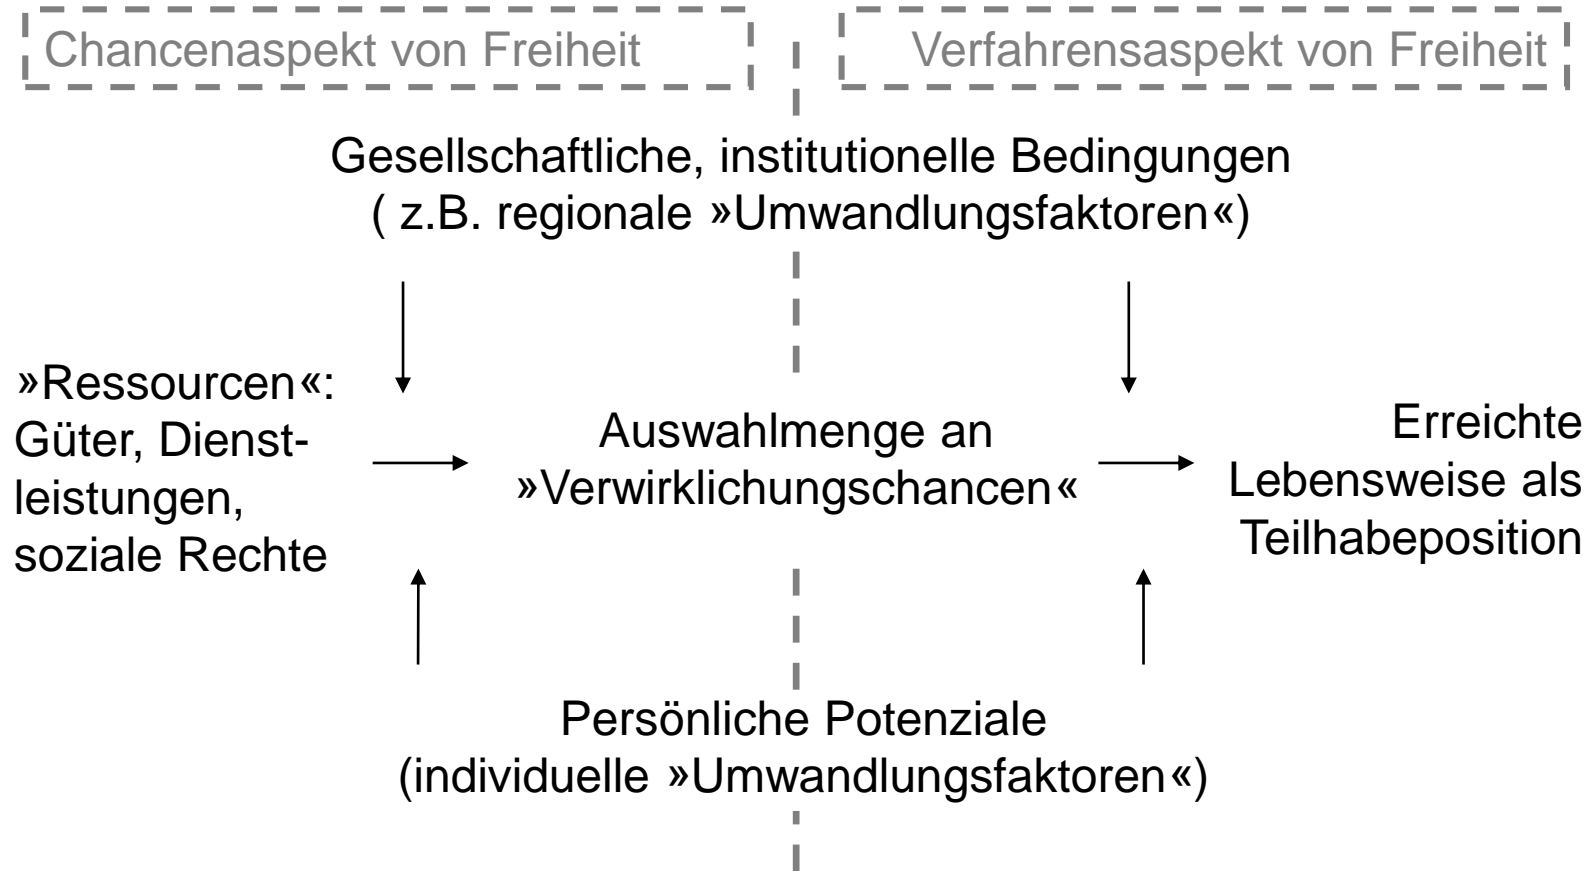 Chancenaspekt von Freiheit
Verfahrensaspekt von Freiheit
Gesellschaftliche, institutionelle Bedingungen
( z.B. regionale »Umwandlungsfaktoren«)
»Ressourcen«:
Güter, Dienst-
leistungen,
soziale Rechte
Auswahlmenge an
»Verwirklichungschancen«
Erreichte
Lebensweise als
Teilhabeposition
Persönliche Potenziale
(individuelle »Umwandlungsfaktoren«)